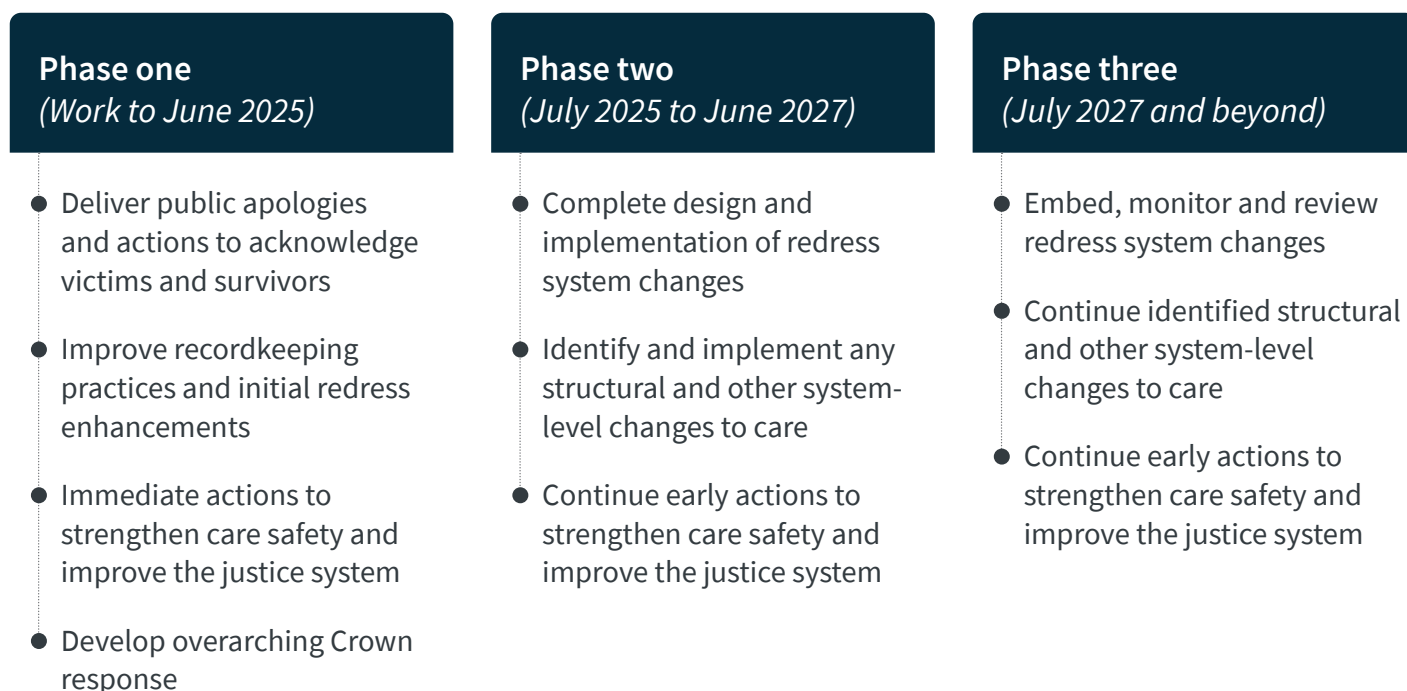 Phase one
(Work to June 2025)
Deliver public apologies
and actions to acknowledge
victims and survivors
Improve recordkeeping
practices and initial redress
enhancements
Immediate actions to
strengthen care safety and
improve the justice system
Develop overarching Crown
response
Phase two
(July 2025 to June 2027)
Complete design and
implementation of redress
system changes
Identify and implement any
structural and other system-
level changes to care
Continue early actions to
strengthen care safety and
improve the justice system
Phase three
(July 2027 and beyond)
Embed, monitor and review
redress system changes
Continue identified structural
and other system-level
changes to care
Continue early actions to
strengthen care safety and
improve the justice system